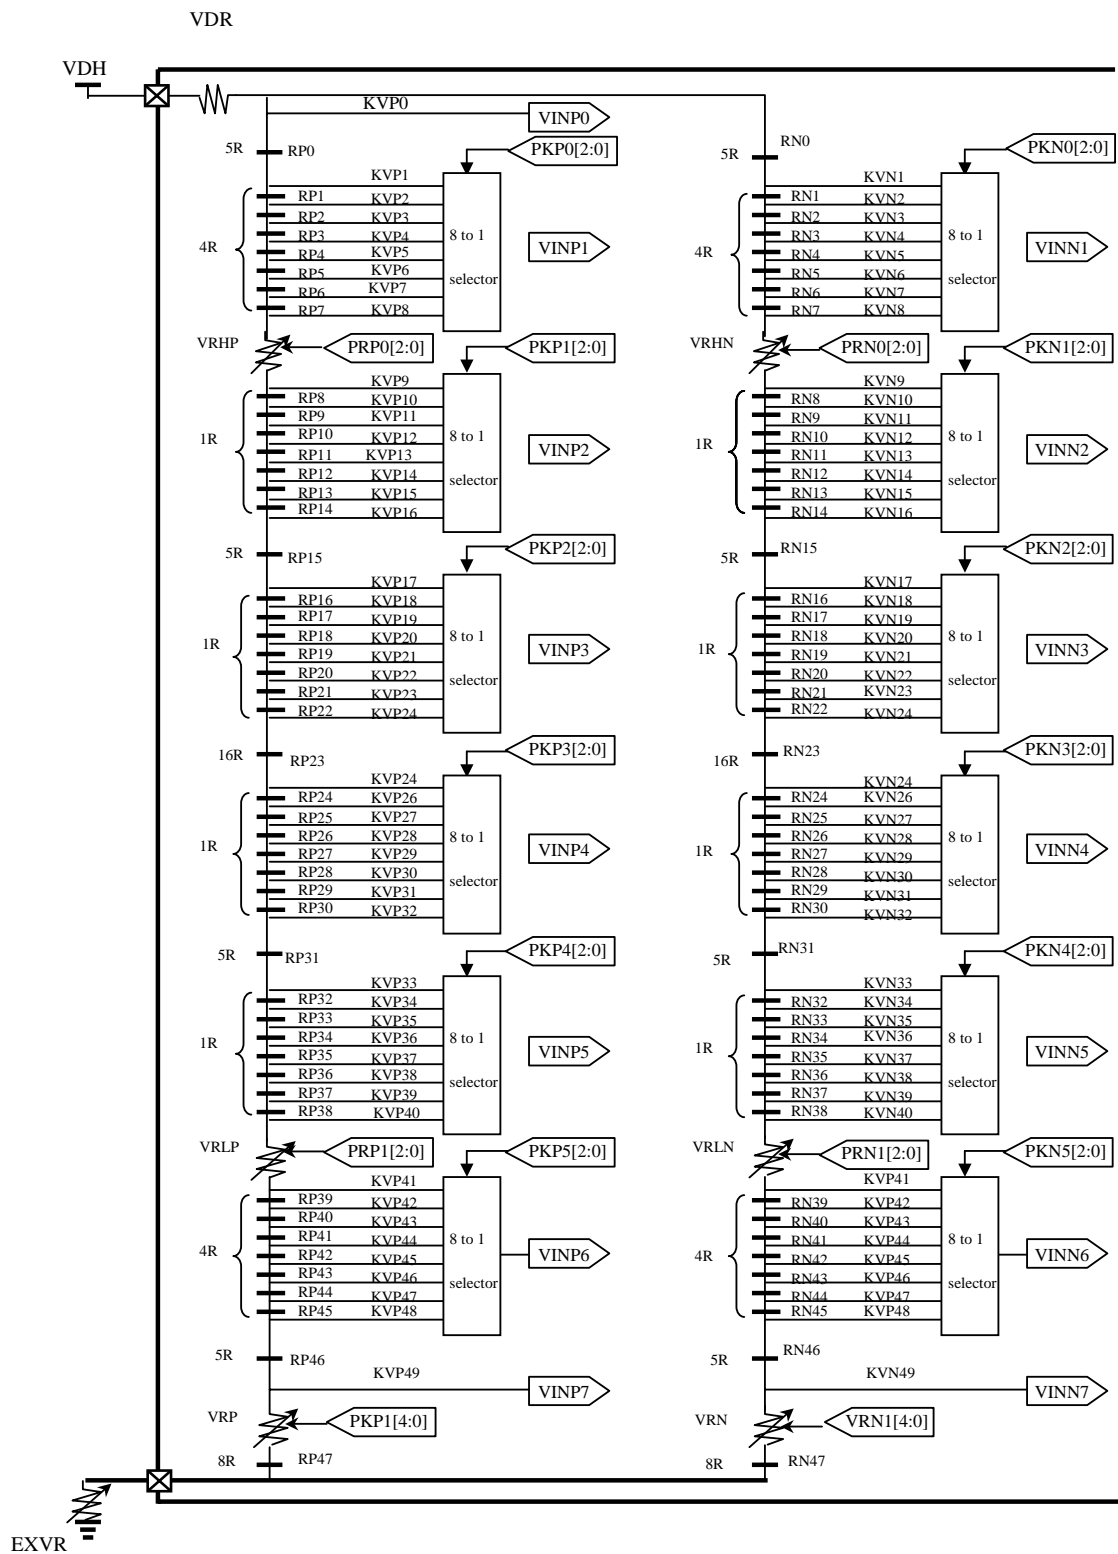 VDR
VDH
KVP0
VINP0
5R RP0 PKP0[2:0]
5R RN0 PKN0[2:0]
KVP1
RP1 KVP2
RP2 KVP3
RP3 KVP4
RP4 KVP5
RP5 KVP6
RP6 KVP7
RP7 KVP8
4R
8 to 1
selector
VINP1
KVN1
RN1 KVN2
RN2 KVN3
RN3 KVN4
RN4 KVN5
RN5 KVN6
RN6 KVN7
RN7 KVN8
4R
8 to 1
selector
VINN1
VRHP PRP0[2:0] PKP1[2:0]
VRHN PRN0[2:0] PKN1[2:0]
KVP9
RP8 KVP10
RP9 KVP11
RP10 KVP12
RP11 KVP13
RP12 KVP14
RP13 KVP15
RP14 KVP16
1R
8 to 1
selector
VINP2
KVN9
RN8 KVN10
RN9 KVN11
RN10 KVN12
RN11 KVN13
RN12 KVN14
RN13 KVN15
RN14 KVN16
1R
8 to 1
selector
VINN2
5R RP15 PKP2[2:0]
5R RN15 PKN2[2:0]
KVP17
RP16 KVP18
RP17 KVP19
RP18 KVP20
RP19 KVP21
RP20 KVP22
RP21 KVP23
RP22 KVP24
1R
8 to 1
selector
VINP3
KVN17
RN16 KVN18
RN17 KVN19
RN18 KVN20
RN19 KVN21
RN20 KVN22
RN21 KVN23
RN22 KVN24
1R
8 to 1
selector
VINN3
16R RP23 PKP3[2:0]
16R RN23 PKN3[2:0]
KVP24
RP24 KVP26
RP25 KVP27
RP26 KVP28
RP27 KVP29
RP28 KVP30
RP29 KVP31
RP30 KVP32
1R
8 to 1
selector
VINP4
KVN24
RN24 KVN26
RN25 KVN27
RN26 KVN28
RN27 KVN29
RN28 KVN30
RN29 KVN31
RN30 KVN32
1R
8 to 1
selector
VINN4
5R RP31 PKP4[2:0]
5R RN31 PKN4[2:0]
KVP33
RP32 KVP34
RP33 KVP35
RP34 KVP36
RP35 KVP37
RP36 KVP38
RP37 KVP39
RP38 KVP40
1R
8 to 1
selector
VINP5
KVN33
RN32 KVN34
RN33 KVN35
RN34 KVN36
RN35 KVN37
RN36 KVN38
RN37 KVN39
RN38 KVN40
1R
8 to 1
selector
VINN5
VRLP PRP1[2:0] PKP5[2:0]
VRLN PRN1[2:0] PKN5[2:0]
KVP41
RP39 KVP42
RP40 KVP43
RP41 KVP44
RP42 KVP45
RP43 KVP46
RP44 KVP47
RP45 KVP48
4R
8 to 1
selector
VINP6
KVP41
RN39 KVP42
RN40 KVP43
RN41 KVP44
RN42 KVP45
RN43 KVP46
RN44 KVP47
RN45 KVP48
4R
8 to 1
selector
VINN6
5R RP46
5R RN46
KVP49 VINP7
KVN49 VINN7
VRP PKP1[4:0]
VRN VRN1[4:0]
8R RP47
8R RN47
EXVR